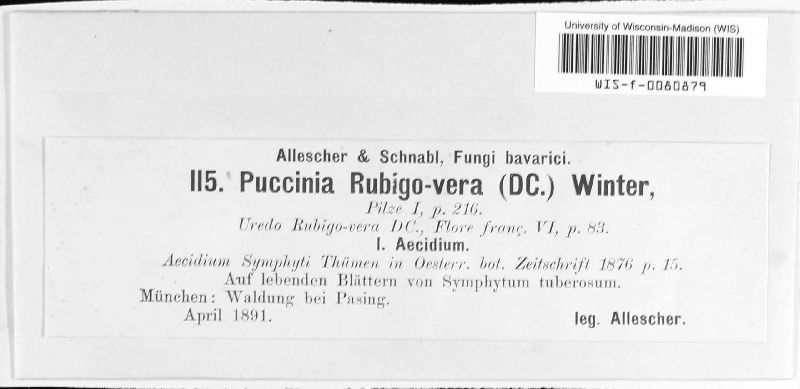 University of Wisconsin-Madison (WIS)
WIS-f-0080879
Allescher & Schnabl, Fungi bavarici.
115. Puccinia Rubigo-vera (DC.) Winter,
Pilze I, p. 216.
Uredo Rubigo-vera DC., Flore franç. VI, p. 83.
I. Aecidium.
Aecidium Symphyti Thümen in Oesterr. bot. Zeitschrift 1876 p. 15.
Auf lebenden Blättern von Symphytum tuberosum.
München: Waldung bei Pasing.
April 1891. leg. Allescher.